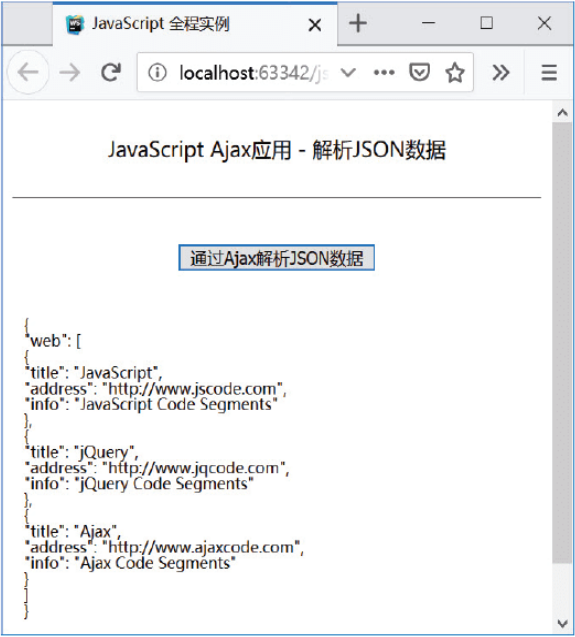 JavaScript 全程实例
localhost:63342/js
JavaScript Ajax应用 - 解析JSON数据
通过Ajax解析JSON数据
{
"web": [
{
"title": "JavaScript",
"address": "http://www.jscode.com",
"info": "JavaScript Code Segments"
},
{
"title": "jQuery",
"address": "http://www.jqcode.com",
"info": "jQuery Code Segments"
},
{
"title": "Ajax",
"address": "http://www.ajaxcode.com",
"info": "Ajax Code Segments"
}
]
}